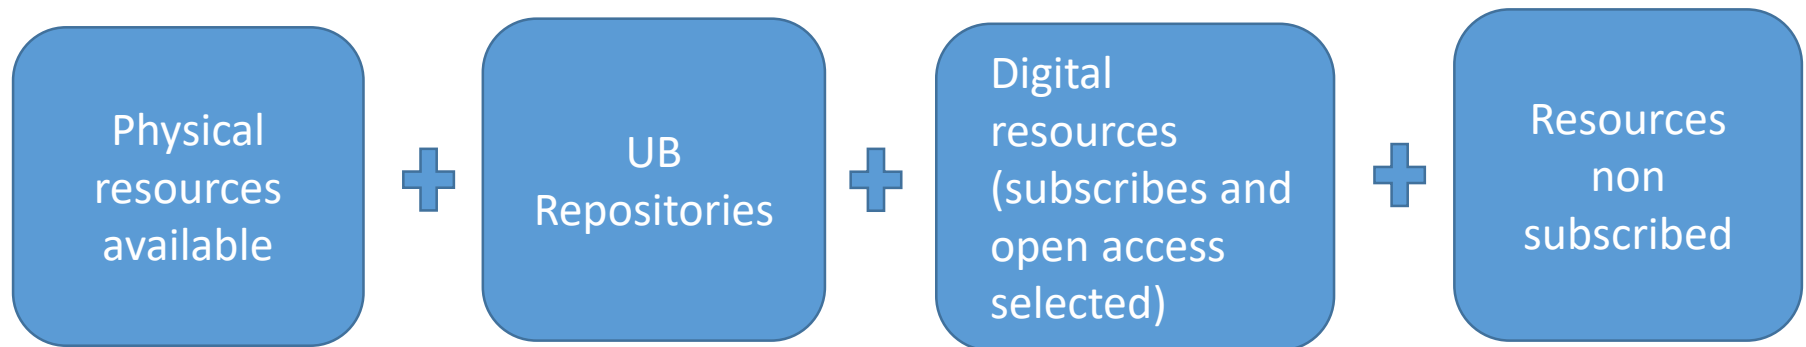 Physical
resources
available
UB
Repositories
Digital
resources
(subscribes and
open access
selected)
Resources
non
subscribed